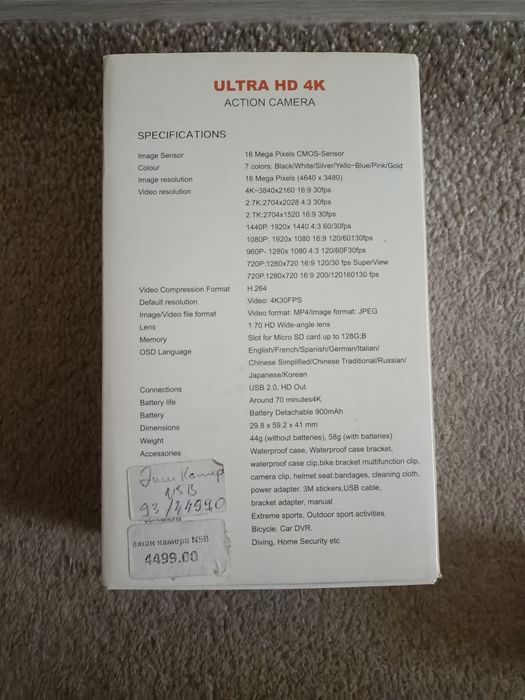 ULTRA HD 4K
ACTION CAMERA
SPECIFICATIONS
Image Sensor 16 Mega Pixels CMOS-Sensor
Colour 7 colors: Black/White/Silver/Yello-Blue/Pink/Gold
Image resolution 16 Mega Pixels (4640 x 3480)
Video resolution 4K-3840x2160 16:9 30fps
2.7K:2704x2028 4:3 30fps
2.TK:2704x1520 16:9 30fps
1440P: 1920x 1440 4:3 60/30fps
1080P: 1920x 1080 16:9 120/60130fps
960P- 1280x 1080 4:3 120/60F30fps
720P:1280x720 16:9 120/30 fps SuperView
720P:1280x720 16:9 200/120160130 fps
Video Compression Format H.264
Default resolution Video: 4K30FPS
Image/Video file format Video format: MP4/Image format: JPEG
Lens 1 70 HD Wide-angle lens
Memory Slot for Micro SD card up to 128G;B
OSD Language English/French/Spanish/German/Italian/
Chinese Simplified/Chinese Traditional/Russian/
Japanese/Korean
Connections USB 2.0, HD Out
Battery life Around 70 minutes4K
Battery Battery Detachable 900mAh
Dimensions 29.8 x 59.2 x 41 mm
Weight 44g (without batteries), 58g (with batteries)
Accessories Waterproof case, Waterproof case bracket,
waterproof case clip,bike bracket multifunction clip,
camera clip, helmet seat.bandages, cleaning cloth,
power adapter. 3M stickers,USB cable,
bracket adapter, manual
Extreme sports, Outdoor sport activities,
Bicycle, Car DVR.
Diving, Home Security etc
NSB
93/
камера NSB
4499.00